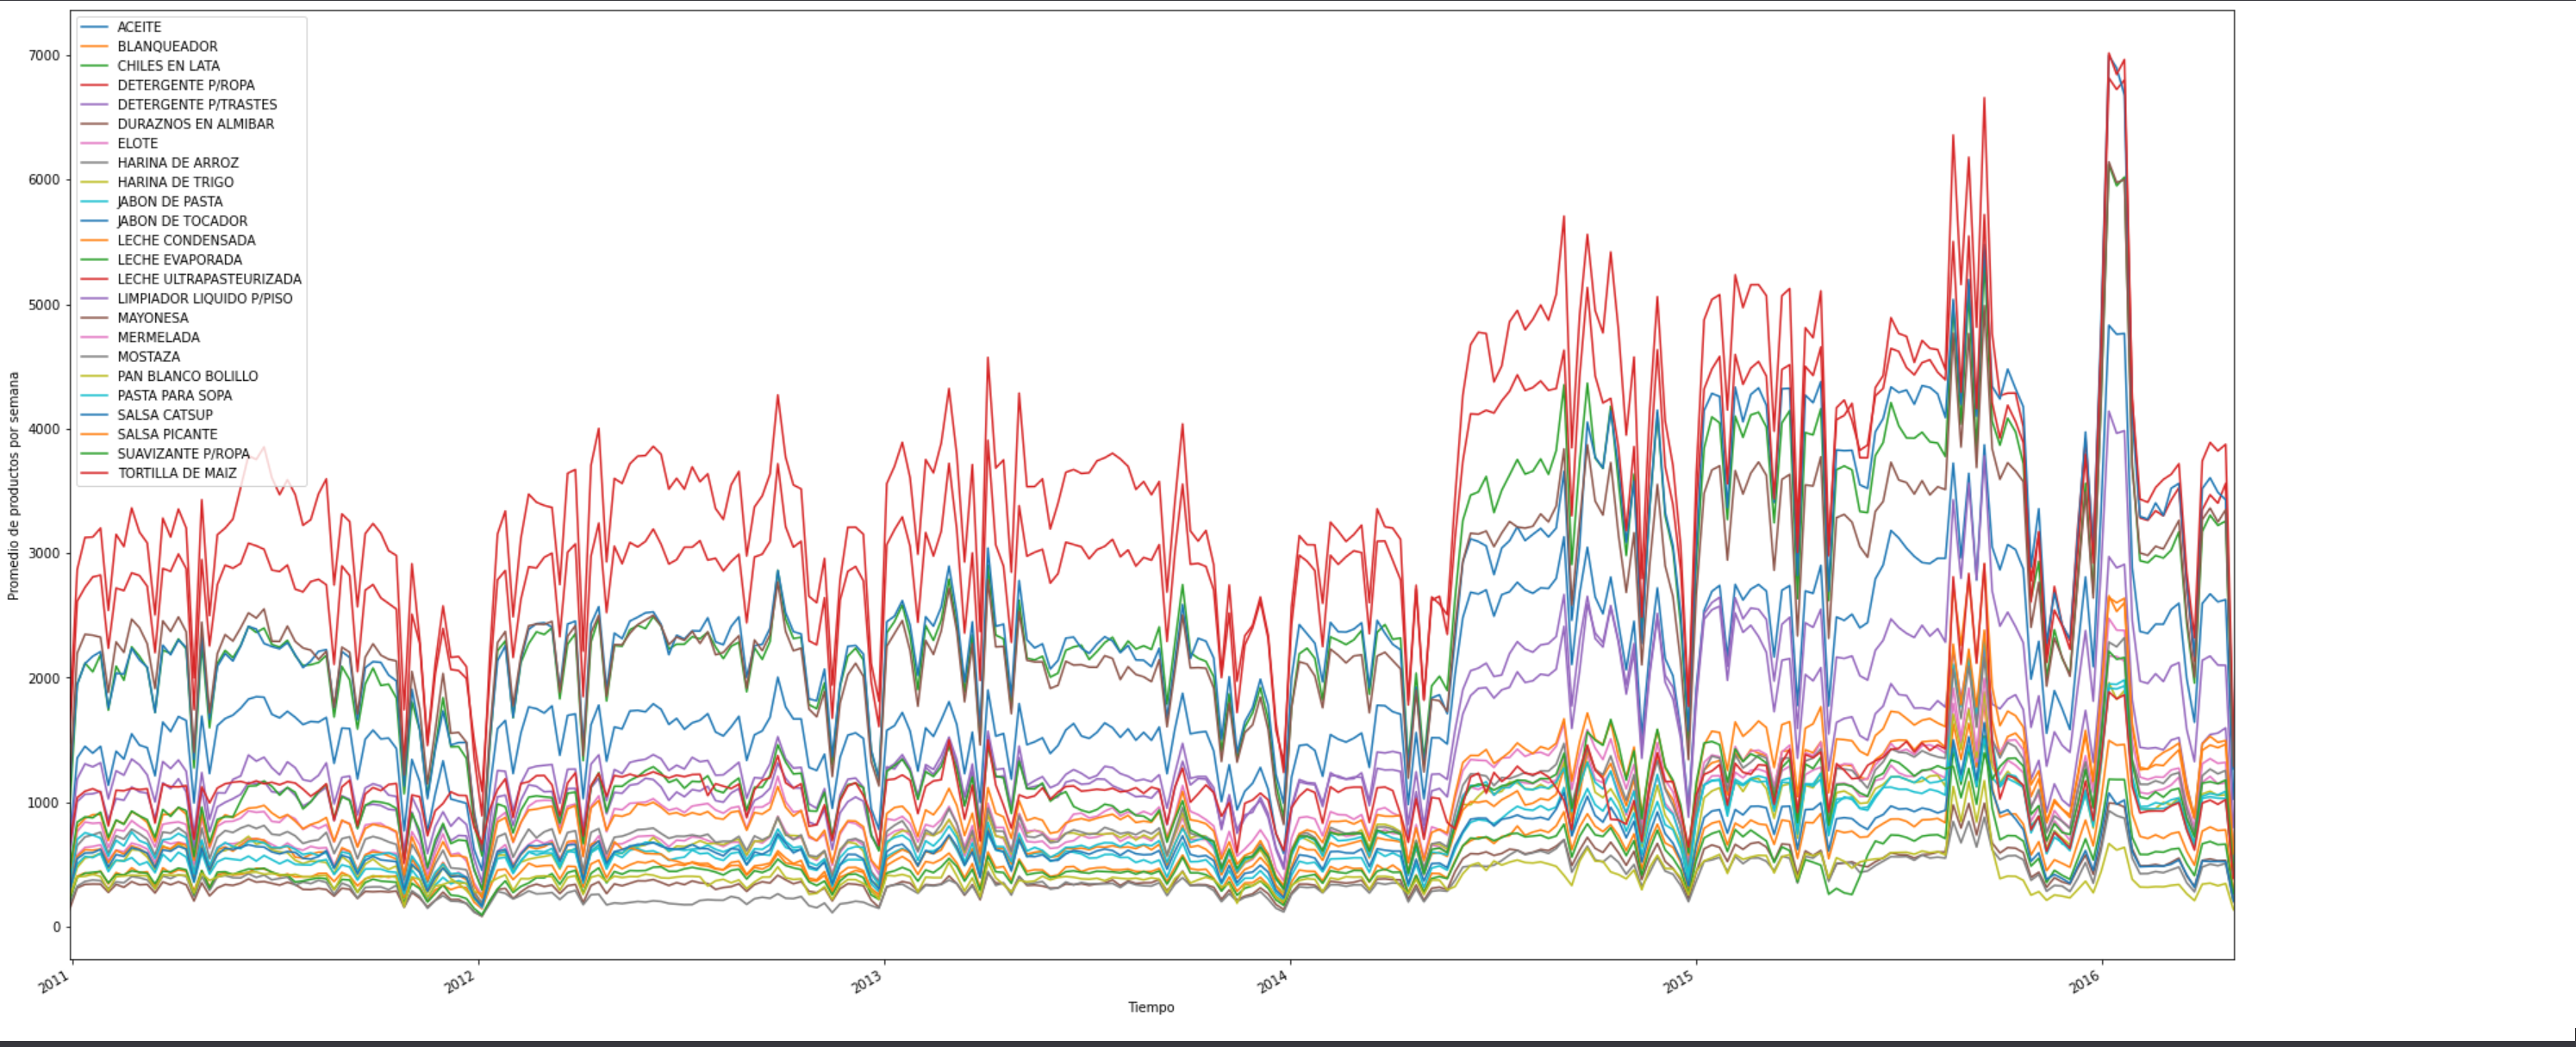 ACEITE
BLANQUEADOR
CHILES EN LATA
DETERGENTE P/ROPA
DETERGENTE P/TRASTES
DURAZNOS EN ALMIBAR
ELOTE
HARINA DE ARROZ
HARINA DE TRIGO
JABON DE PASTA
JABON DE TOCADOR
LECHE CONDENSADA
LECHE EVAPORADA
LECHE ULTRAPASTEURIZADA
LIMPIADOR LIQUIDO P/PISO
MAYONESA
MERMELADA
MOSTAZA
PAN BLANCO BOLILLO
PASTA PARA SOPA
SALSA CATSUP
SALSA PICANTE
SUAVIZANTE P/ROPA
TORTILLA DE MAIZ
7000
6000
5000
4000
3000
2000
1000
0
Promedio de productos por semana
2011
2012
2013
2014
2015
2016
Tiempo